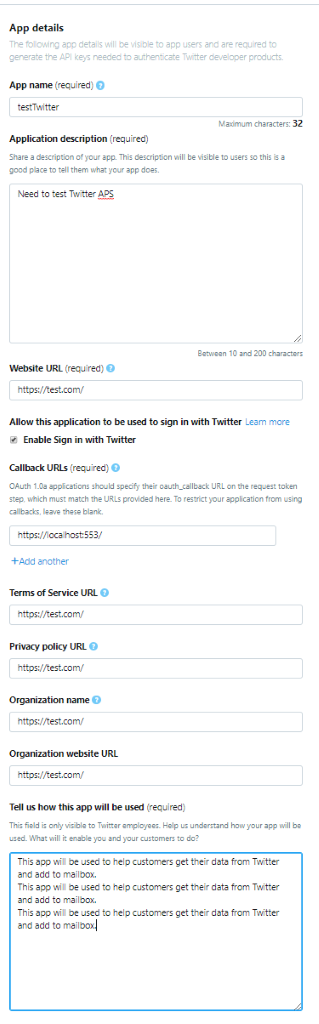 App details
The following app details will be visible to app users and are required to
generate the API keys needed to authenticate Twitter developer products.
App name (required) ?
testTwitter
Maximum characters: 32
Application description (required)
Share a description of your app. This description will be visible to users so this is a
good place to tell them what your app does.
Need to test Twitter APS
Between 10 and 200 characters
Website URL (required) ?
https://test.com/
Allow this application to be used to sign in with Twitter Learn more
Enable Sign in with Twitter
Callback URLs (required) ?
OAuth 1.0a applications should specify their oauth_callback URL on the request token
step, which must match the URLs provided here. To restrict your application from using
callbacks, leave these blank.
https://localhost:553/
+Add another
Terms of Service URL ?
https://test.com/
Privacy policy URL ?
https://test.com/
Organization name ?
https://test.com/
Organization website URL
https://test.com/
Tell us how this app will be used (required)
This field is only visible to Twitter employees. Help us understand how your app will be
used. What will it enable you and your customers to do?
This app will be used to help customers get their data from Twitter
and add to mailbox.
This app will be used to help customers get their data from Twitter
and add to mailbox.
This app will be used to help customers get their data from Twitter
and add to mailbox.